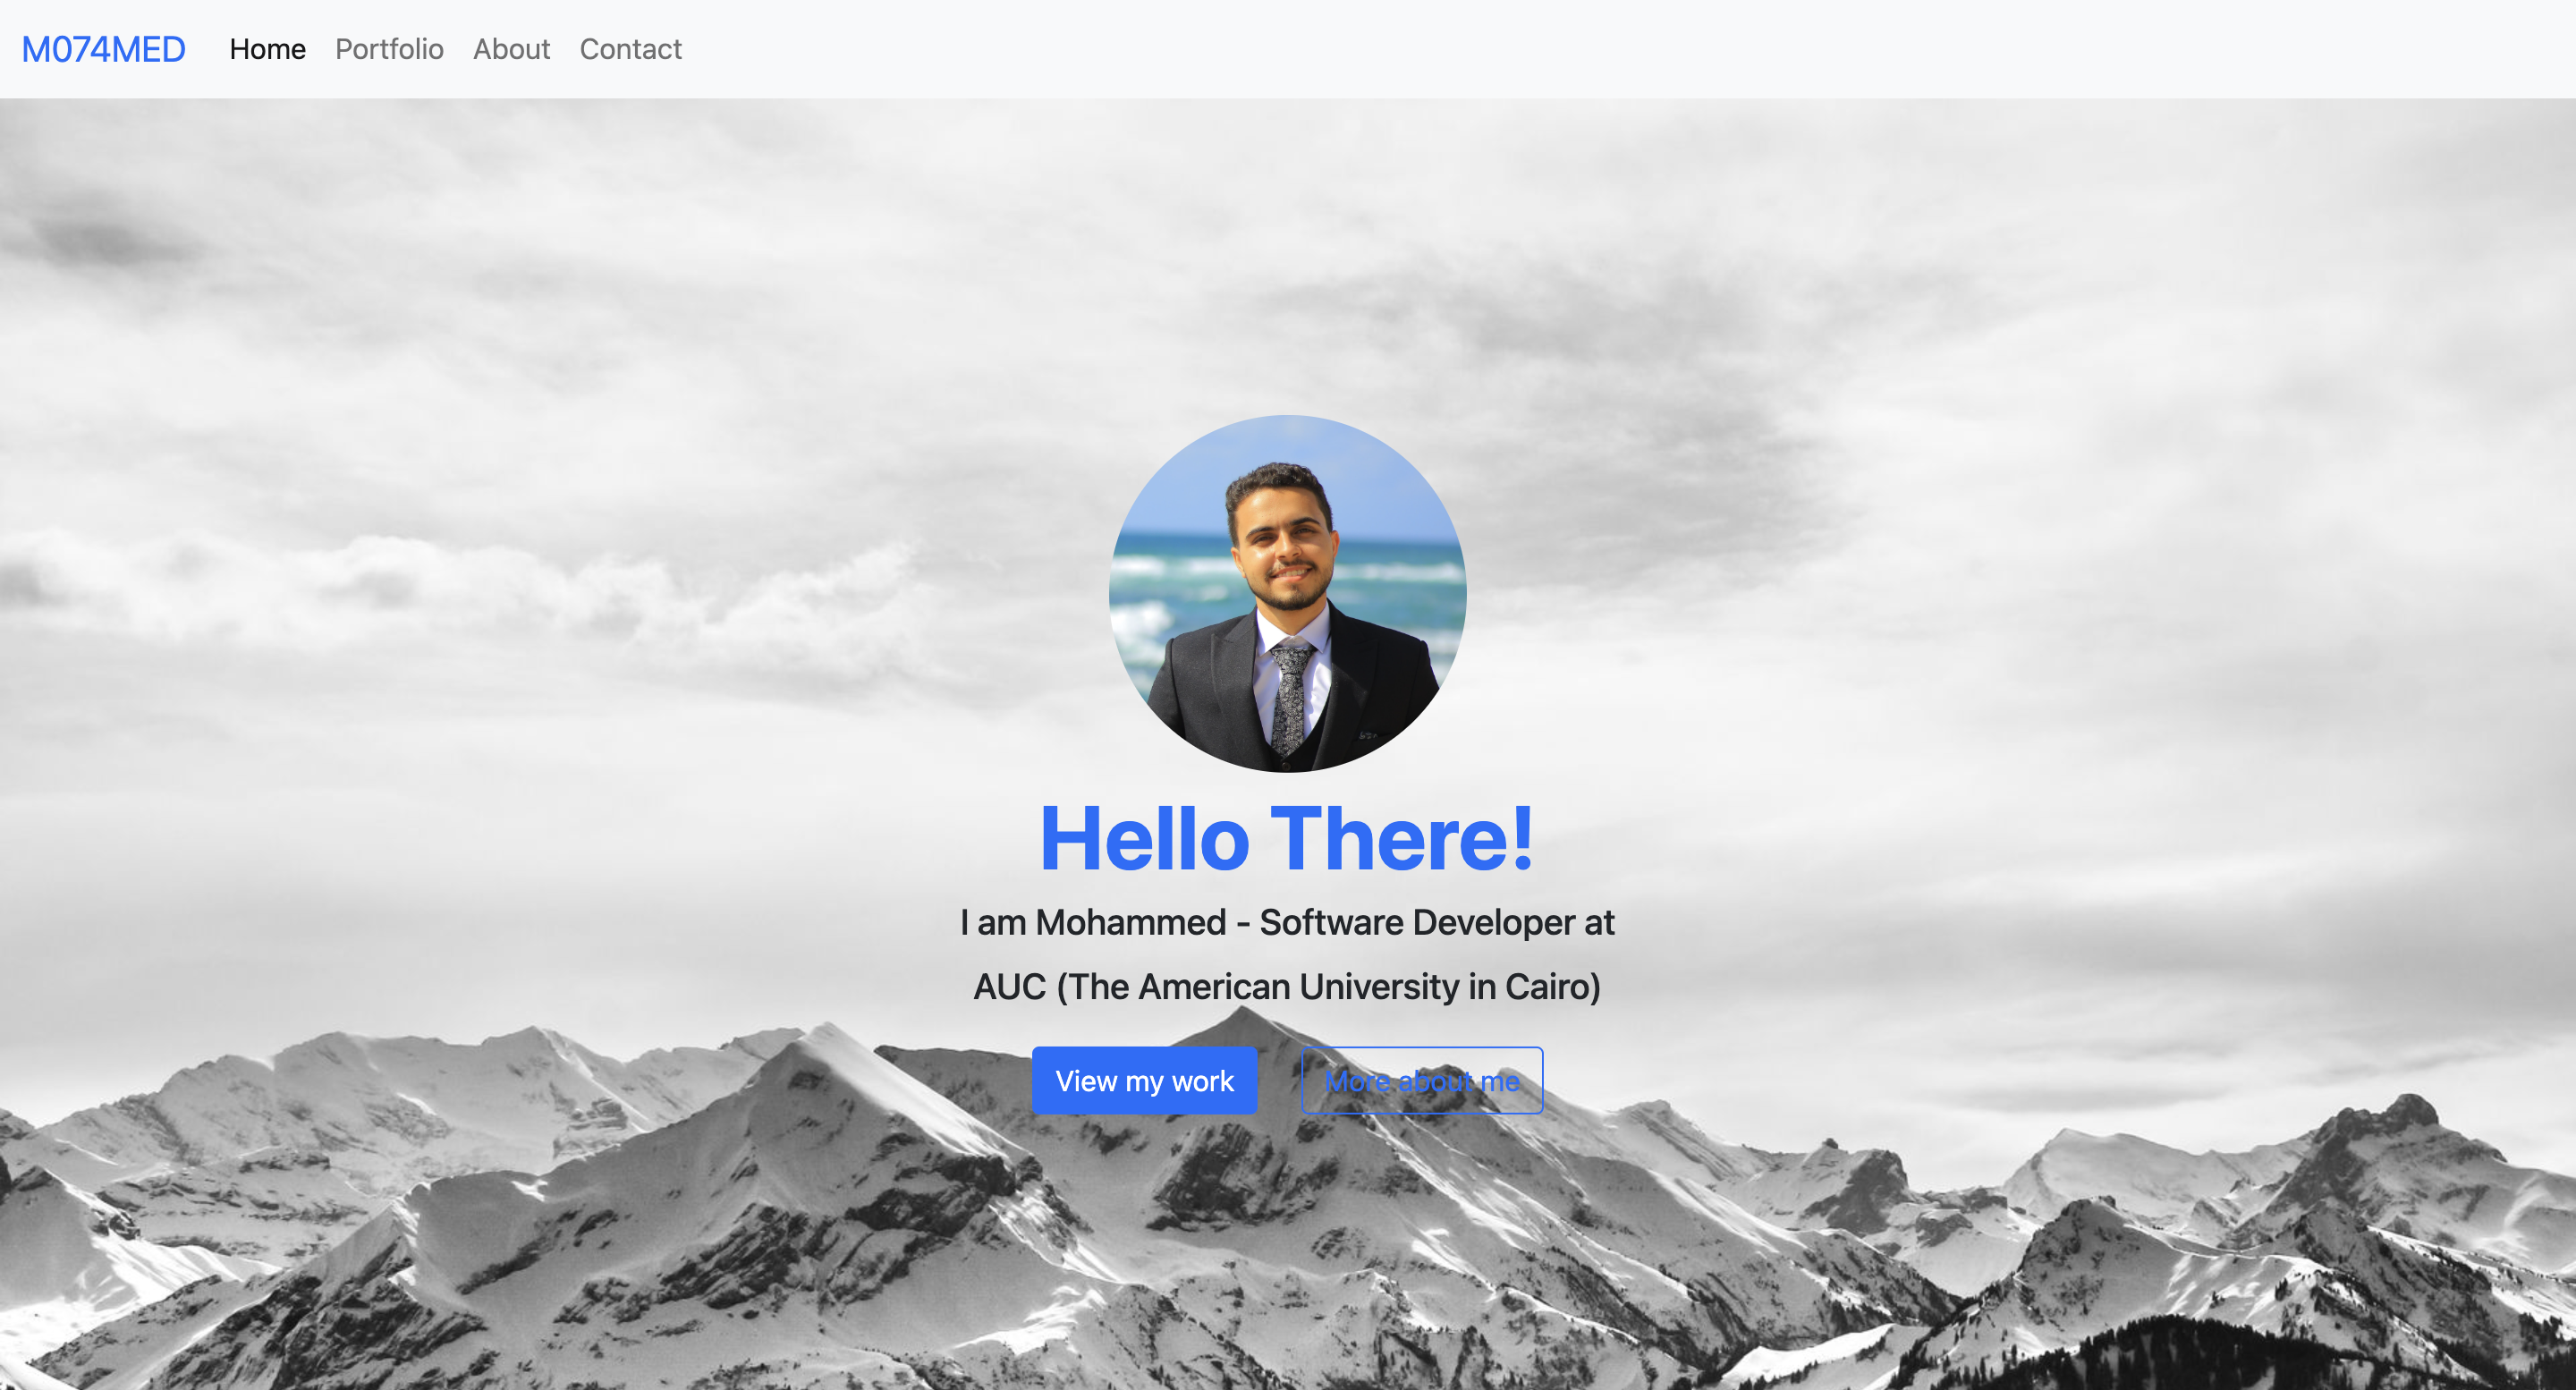 M074MED Home Portfolio About Contact
Hello There!
I am Mohammed - Software Developer at
AUC (The American University in Cairo)
View my work More about me